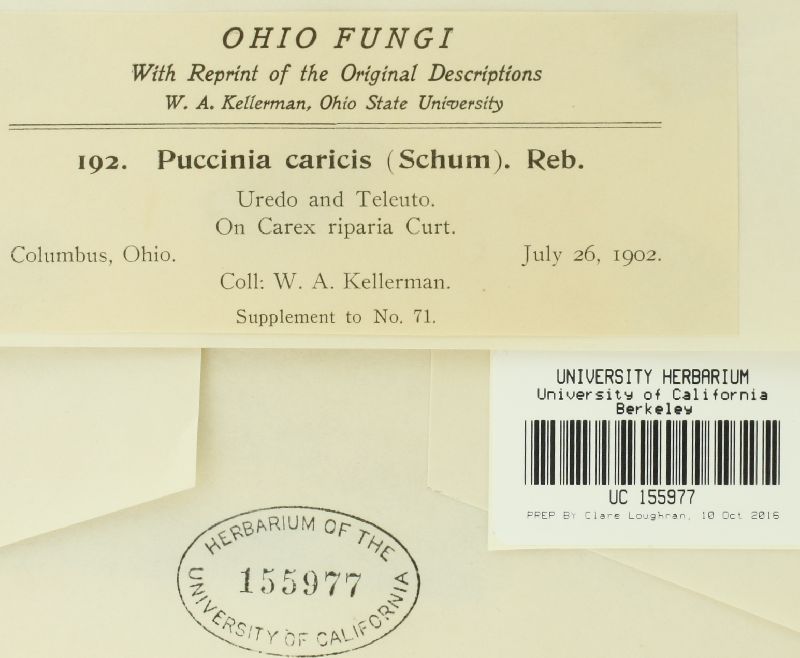 OHIO FUNGI
With Reprint of the Original Descriptions
W. A. Kellerman, Ohio State University
192. Puccinia caricis (Schum). Reb.
Uredo and Teleuto.
On Carex riparia Curt.
Columbus, Ohio. July 26, 1902.
Coll: W. A. Kellerman.
Supplement to No. 71.
UNIVERSITY HERBARIUM
University of California
Berkeley
UC 155977
PREP BY Clare Loughran, 10 Oct 2016
HERBARIUM OF THE
155977
UNIVERSITY OF CALIFORNIA